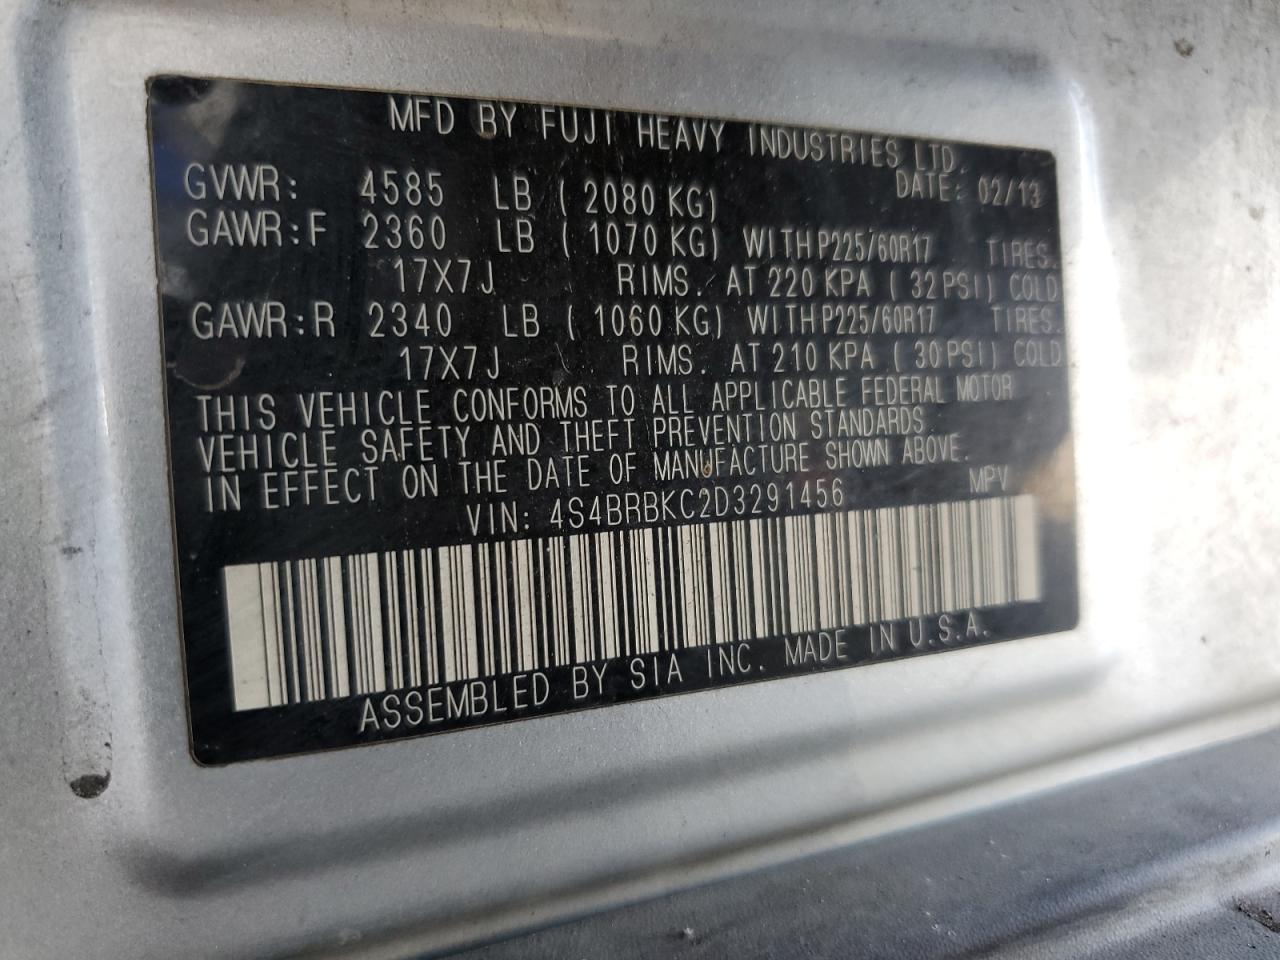 MFD BY FUJI HEAVY INDUSTRIES LTD.
DATE: 02/13
GVWR: 4585 LB ( 2080 KG)
GAWR:F 2360 LB ( 1070 KG) WITH P225/60R17 TIRES.
17X7J RIMS. AT 220 KPA ( 32 PSI) COLD
GAWR:R 2340 LB ( 1060 KG) WITH P225/60R17 TIRES.
17X7J RIMS. AT 210 KPA ( 30 PSI) COLD
THIS VEHICLE CONFORMS TO ALL APPLICABLE FEDERAL MOTOR
VEHICLE SAFETY AND THEFT PREVENTION STANDARDS
IN EFFECT ON THE DATE OF MANUFACTURE SHOWN ABOVE.
VIN: 4S4BRBKC2D3291456 MPV
ASSEMBLED BY SIA INC. MADE IN U.S.A.